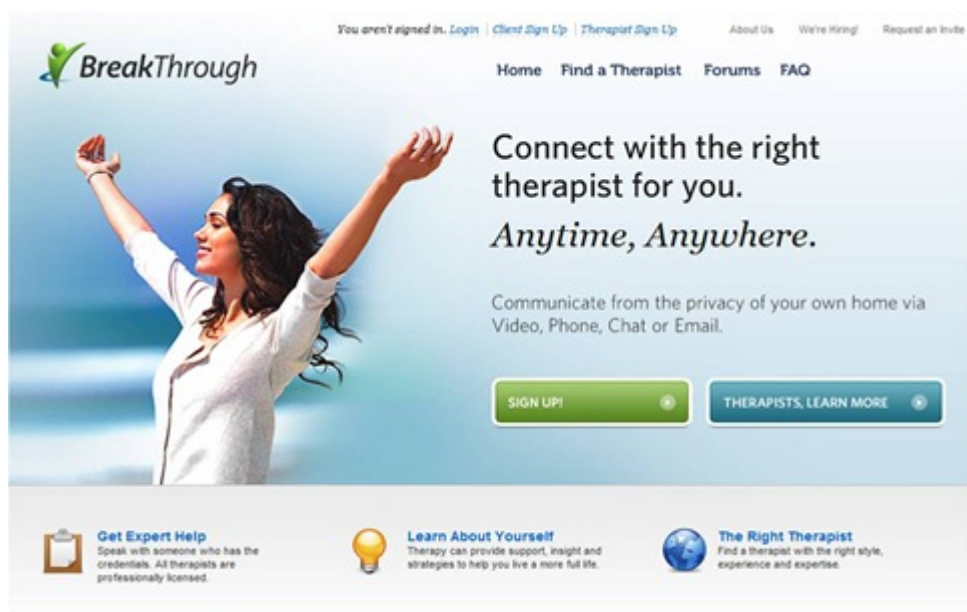 You aren't signed in. Login | Client Sign Up | Therapist Sign Up
About Us We're Hiring! Request an Invite
BreakThrough
Home Find a Therapist Forums FAQ
Connect with the right
therapist for you.
Anytime, Anywhere.
Communicate from the privacy of your own home via
Video, Phone, Chat or Email.
SIGN UP!
THERAPISTS, LEARN MORE
Get Expert Help
Speak with someone who has the
credentials. All therapists are
professionally licensed.
Learn About Yourself
Therapy can provide support, insight and
strategies to help you live a more full life.
The Right Therapist
Find a therapist with the right style,
experience and expertise.